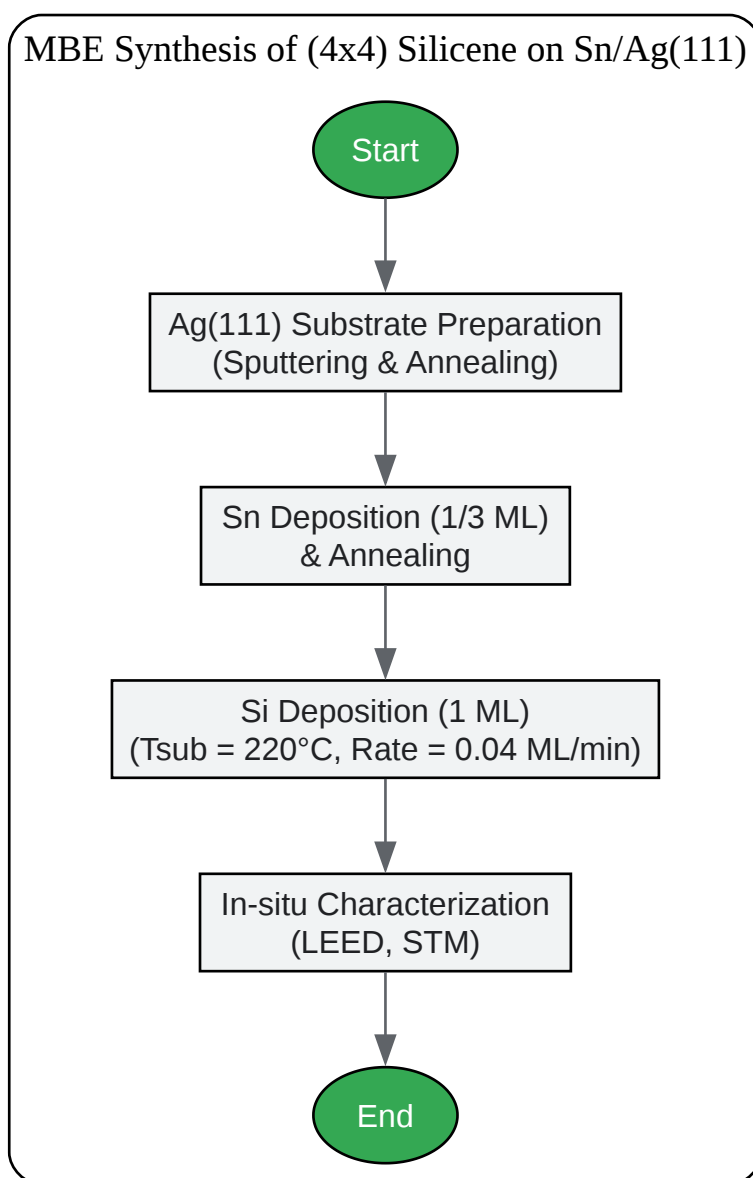 MBE Synthesis of (4x4) Silicene on Sn/Ag(111)
Start
Ag(111) Substrate Preparation
(Sputtering & Annealing)
Sn Deposition (1/3 ML)
& Annealing
Si Deposition (1 ML)
(Tsub = 220°C, Rate = 0.04 ML/min)
In-situ Characterization
(LEED, STM)
End